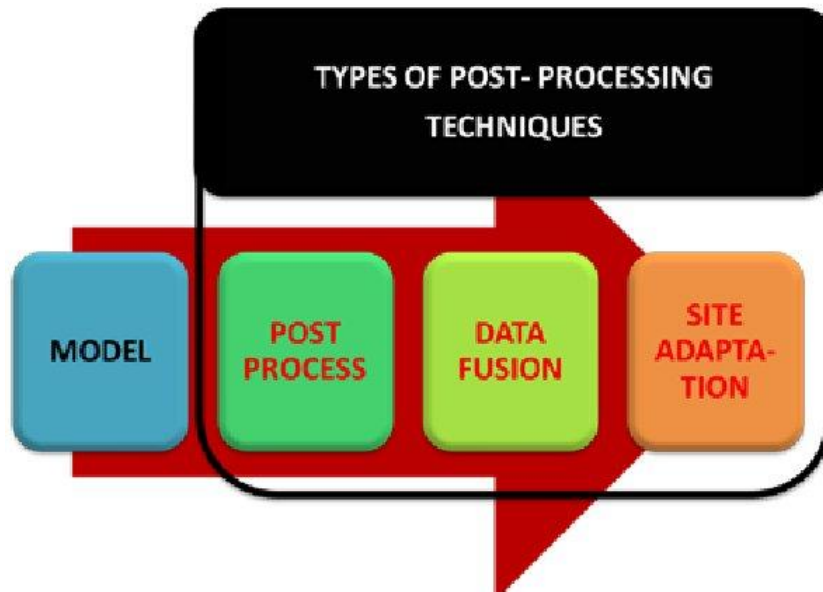 TYPES OF POST- PROCESSING
TECHNIQUES
MODEL
POST
PROCESS
DATA
FUSION
SITE
ADAPTA-
TION